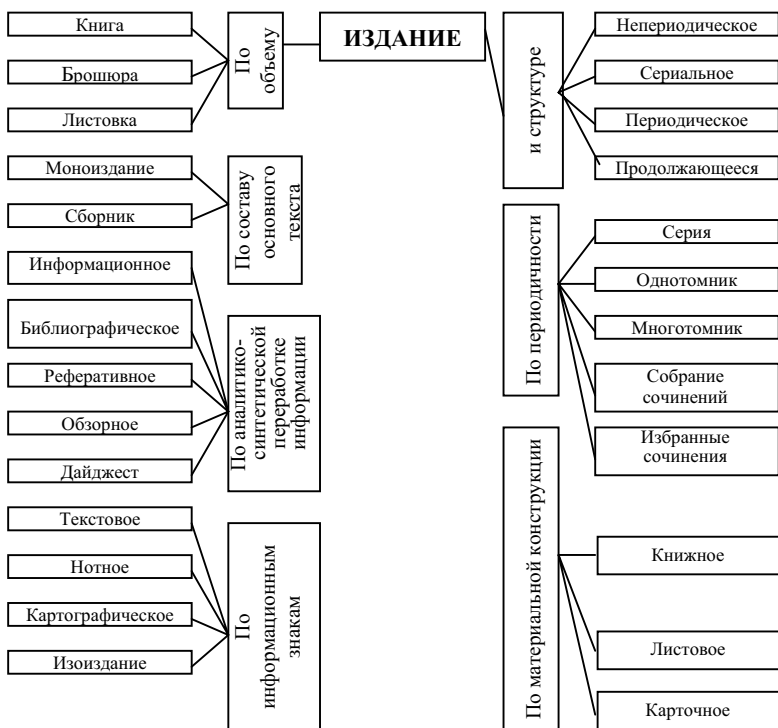 ИЗДАНИЕ
По
объему
Книга
Брошюра
Листовка
По составу
основного
текста
Моноиздание
Сборник
По аналитико-
синтетической
переработке
информации
Информационное
Библиографическое
Реферативное
Обзорное
Дайджест
По
информационным
знакам
Текстовое
Нотное
Картографическое
Изоиздание
и структуре
Непериодическое
Сериальное
Периодическое
Продолжающееся
По периодичности
Серия
Однотомник
Многотомник
Собрание
сочинений
Избранные
сочинения
По материальной конструкции
Книжное
Листовое
Карточное